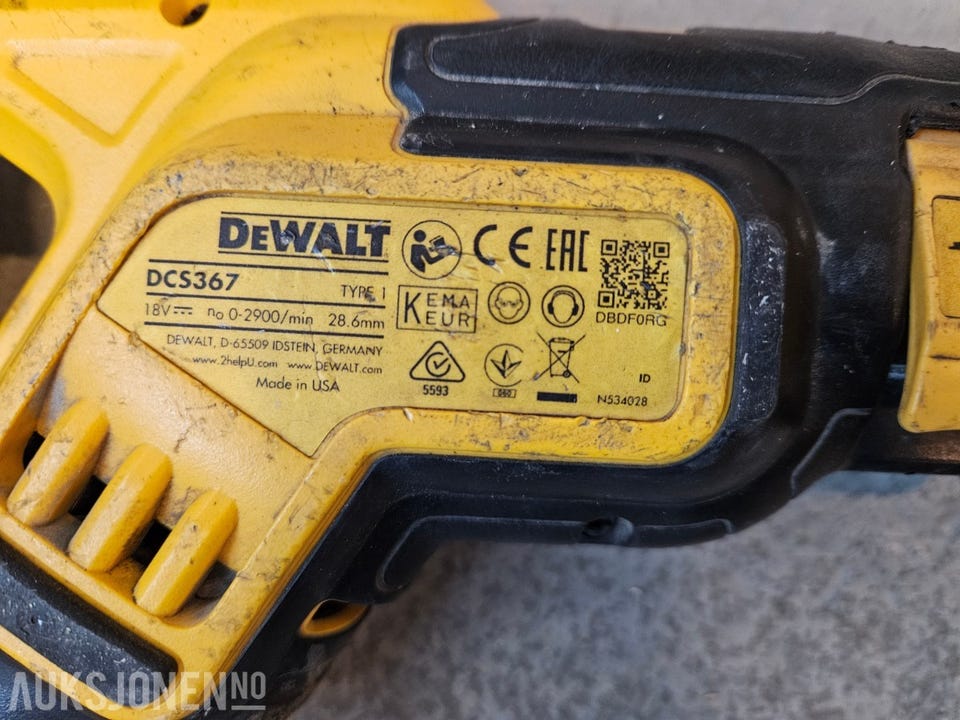 DEWALT
DCS367 TYPE 1
18V n₀ 0-2900/min 28.6mm
DEWALT, D-65509 IDSTEIN, GERMANY
www.2helpU.com www.DEWALT.com
Made in USA
CE EAC
KEMA
KEUR
DBDF0RG
5593
ID
N534028
AUKSJONEN NO